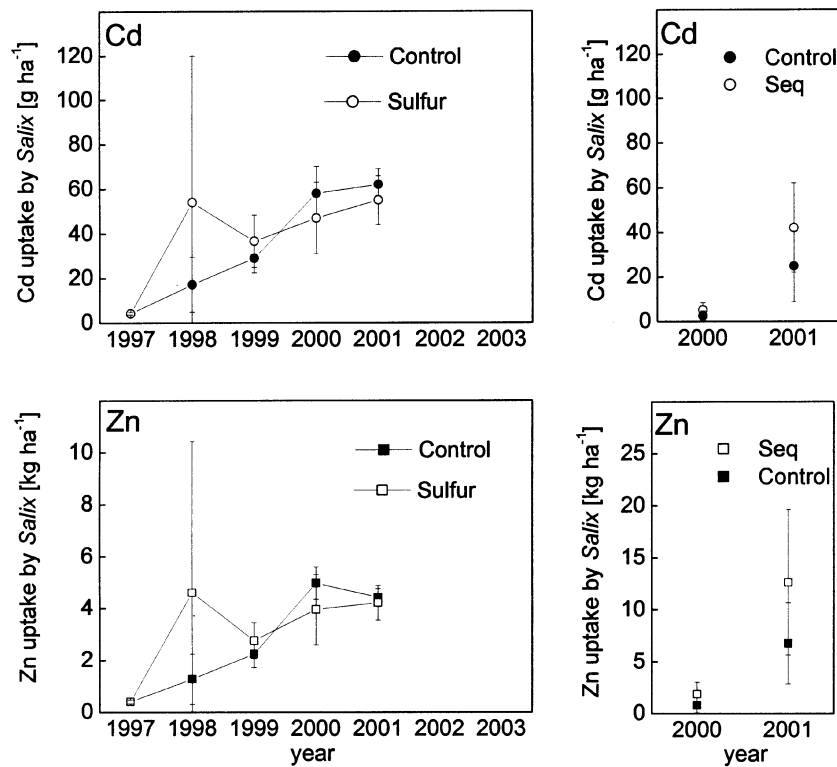 Cd
Control
Sulfur
Cd uptake by Salix [g ha⁻¹]
120
100
80
60
40
20
0
1997 1998 1999 2000 2001 2002 2003
Cd
Control
Seq
Cd uptake by Salix [g ha⁻¹]
120
100
80
60
40
20
0
2000 2001
Zn
Control
Sulfur
Zn uptake by Salix [kg ha⁻¹]
10
8
6
4
2
0
1997 1998 1999 2000 2001 2002 2003
year
Zn
Seq
Control
Zn uptake by Salix [kg ha⁻¹]
25
20
15
10
5
0
2000 2001
year